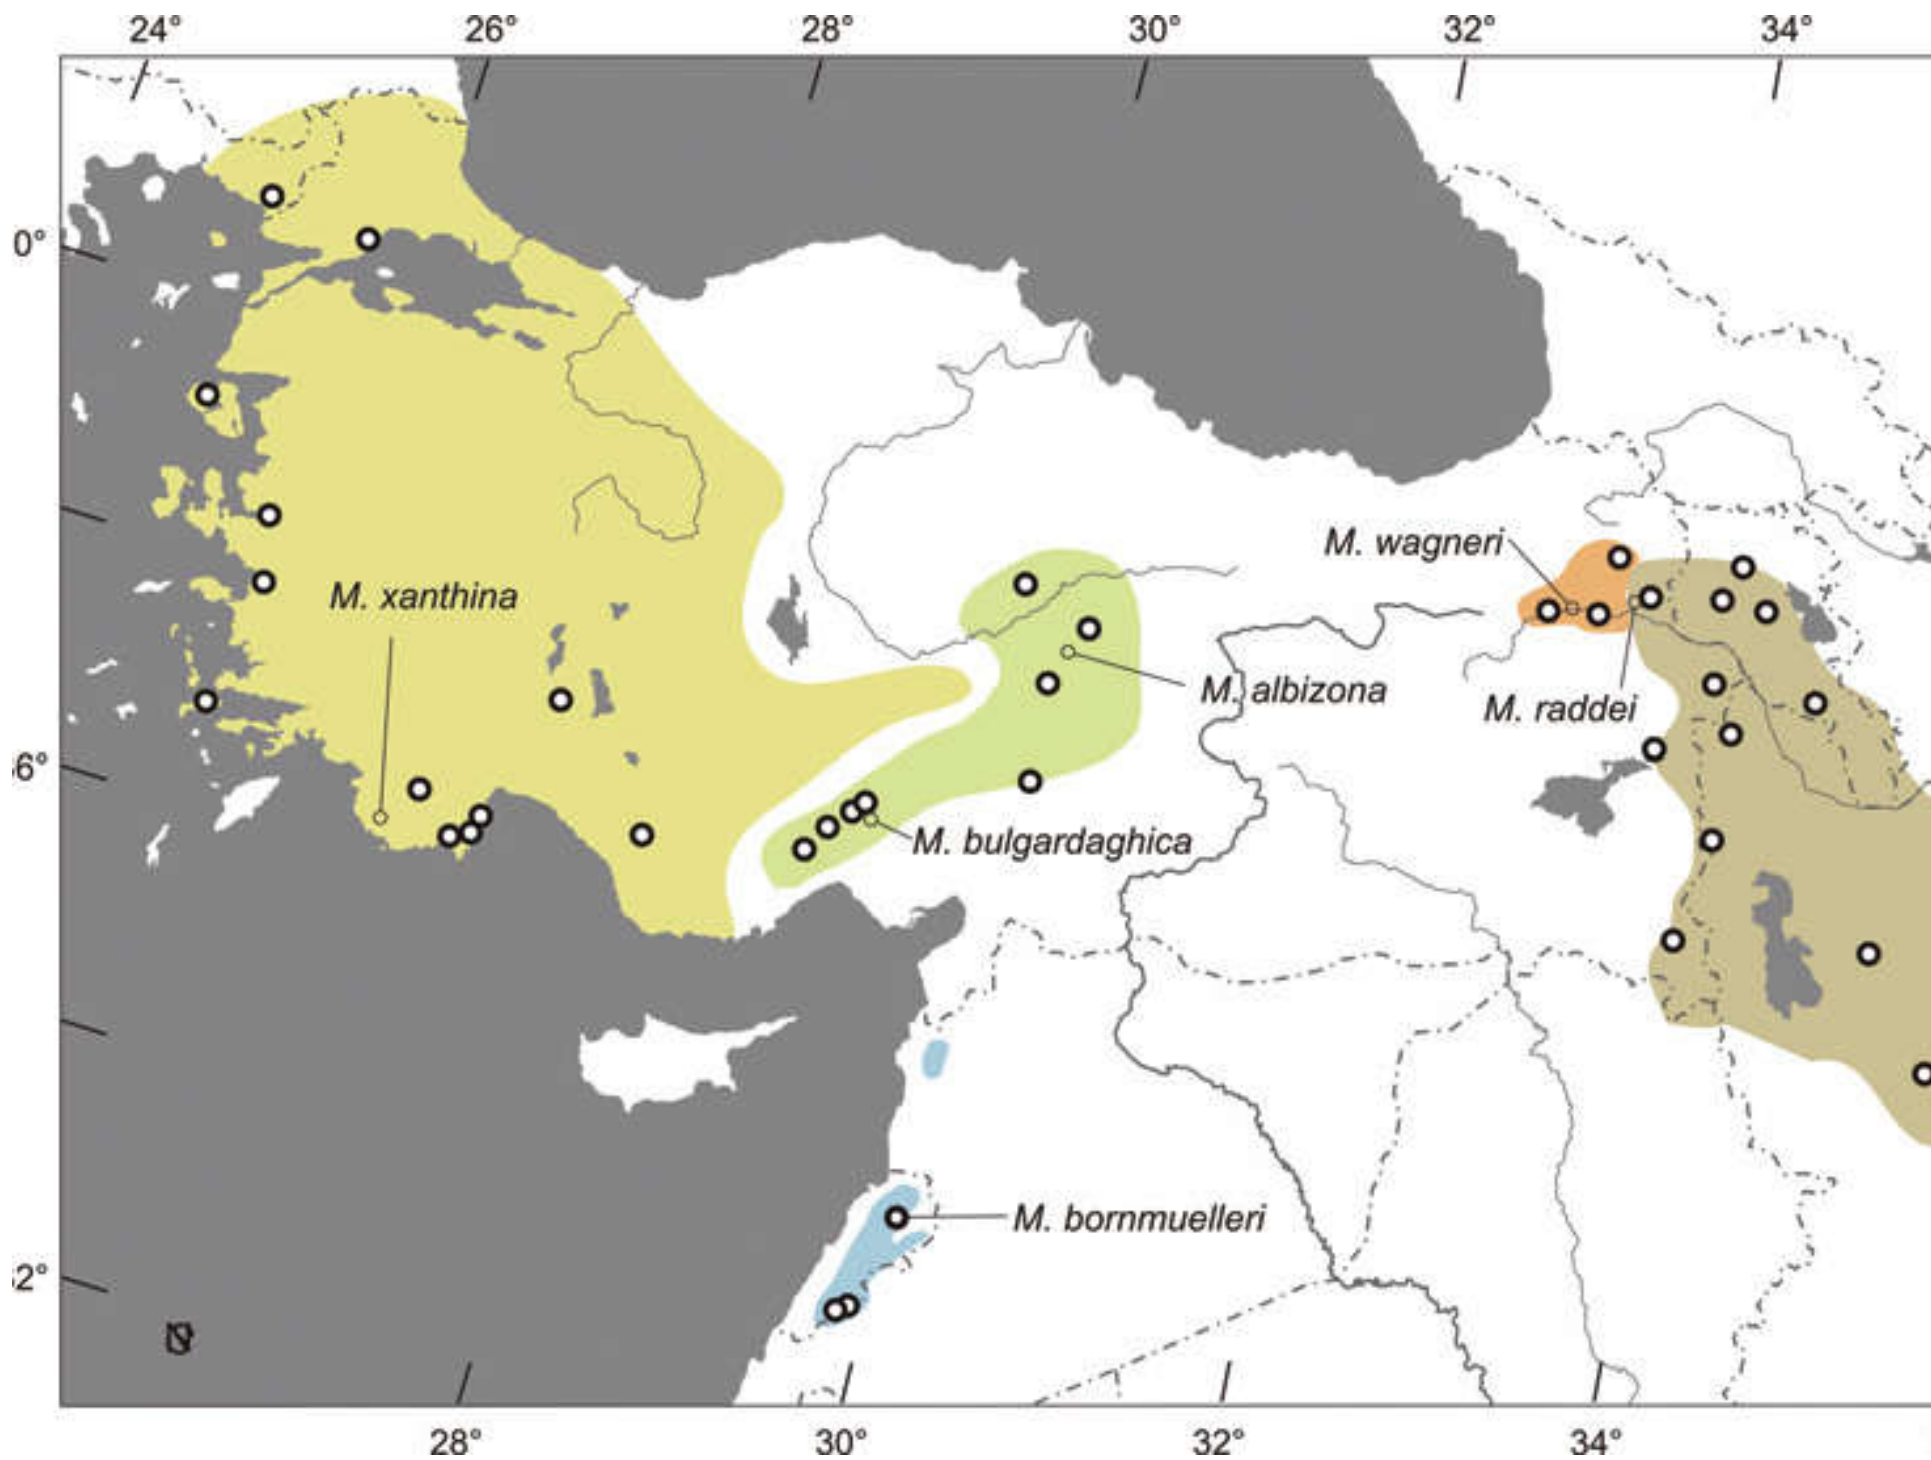 24° 26° 28° 30° 32° 34°
0°
M. wagneri
M. xanthina
M. albizona
M. raddei
6°
M. bulgardaghica
M. bornmuelleri
2°
28° 30° 32° 34°